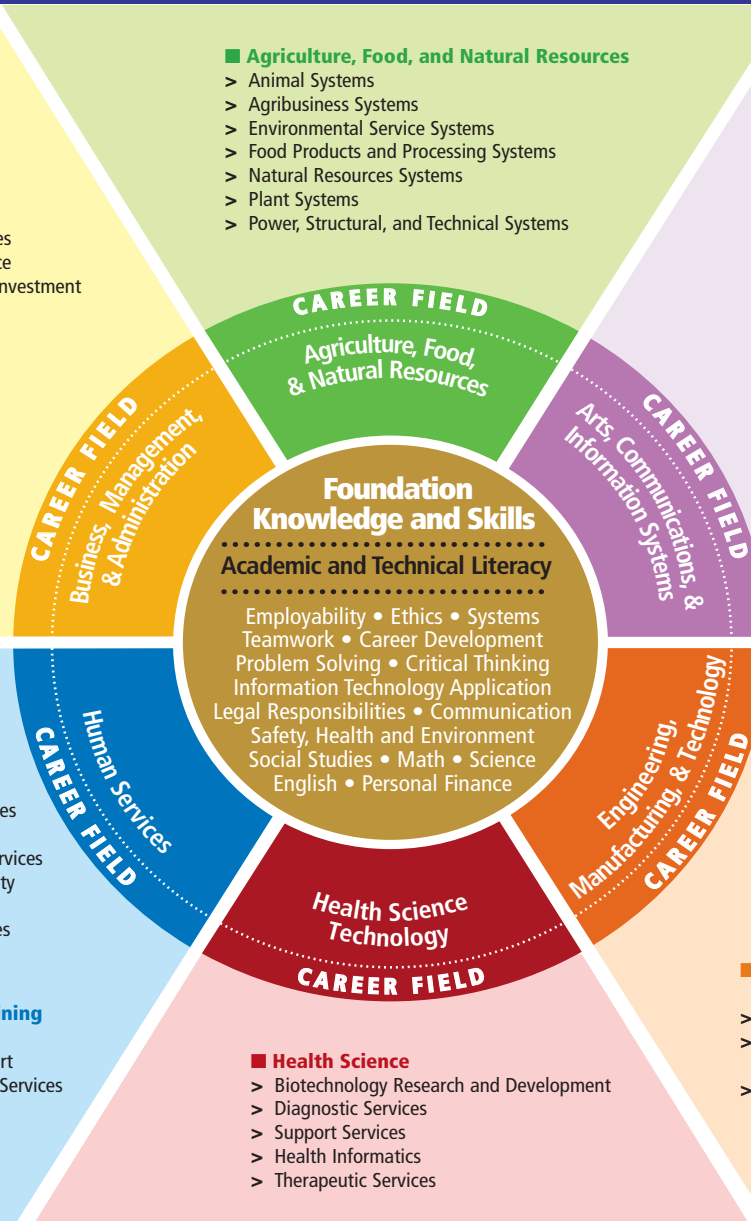 ■ Agriculture, Food, and Natural Resources
> Animal Systems
> Agribusiness Systems
> Environmental Service Systems
> Food Products and Processing Systems
> Natural Resources Systems
> Plant Systems
> Power, Structural, and Technical Systems
CAREER FIELD
Agriculture, Food,
& Natural Resources
CAREER FIELD
Business, Management,
& Administration
CAREER FIELD
Arts, Communications, &
Information Systems
Foundation
Knowledge and Skills
Academic and Technical Literacy
Employability • Ethics • Systems
Teamwork • Career Development
Problem Solving • Critical Thinking
Information Technology Application
Legal Responsibilities • Communication
Safety, Health and Environment
Social Studies • Math • Science
English • Personal Finance
Human Services
CAREER FIELD
Engineering,
Manufacturing, & Technology
CAREER FIELD
Health Science
Technology
CAREER FIELD
Services
■ Health Science
> Biotechnology Research and Development
> Diagnostic Services
> Support Services
> Health Informatics
> Therapeutic Services